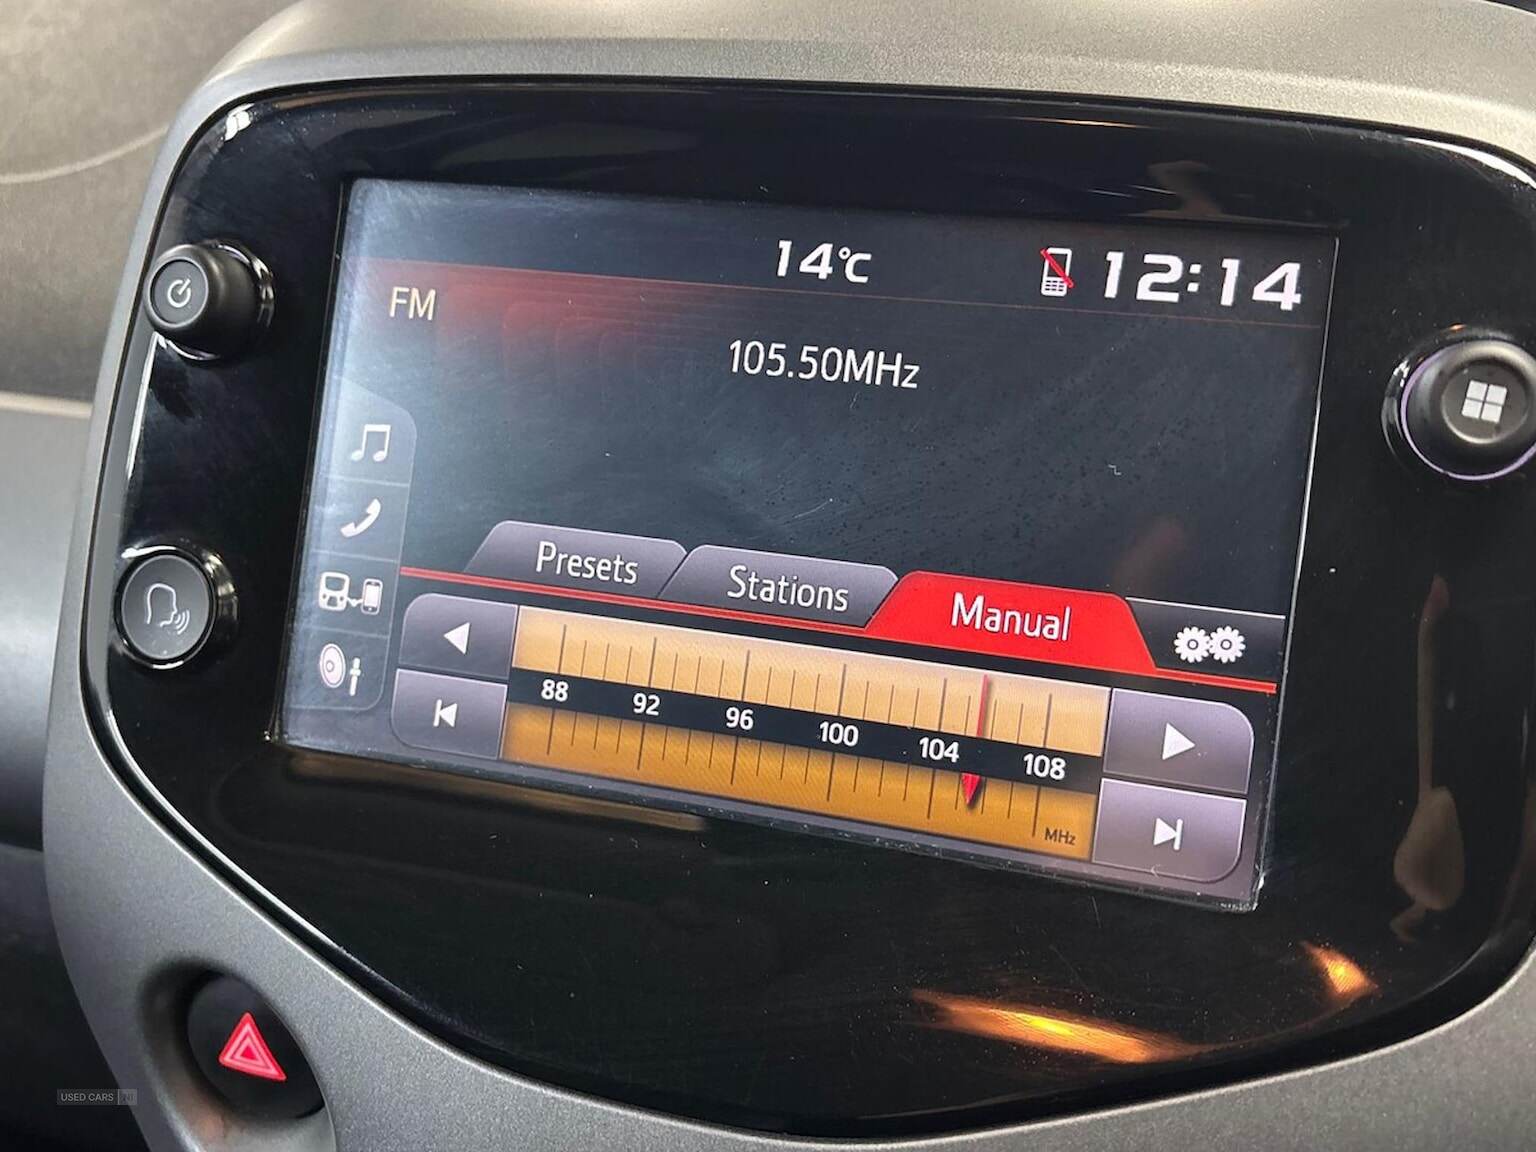 14°C
12:14
FM
105.50MHz
Presets
Stations
Manual
88 92 96 100 104 108
MHz
USED CARS NI